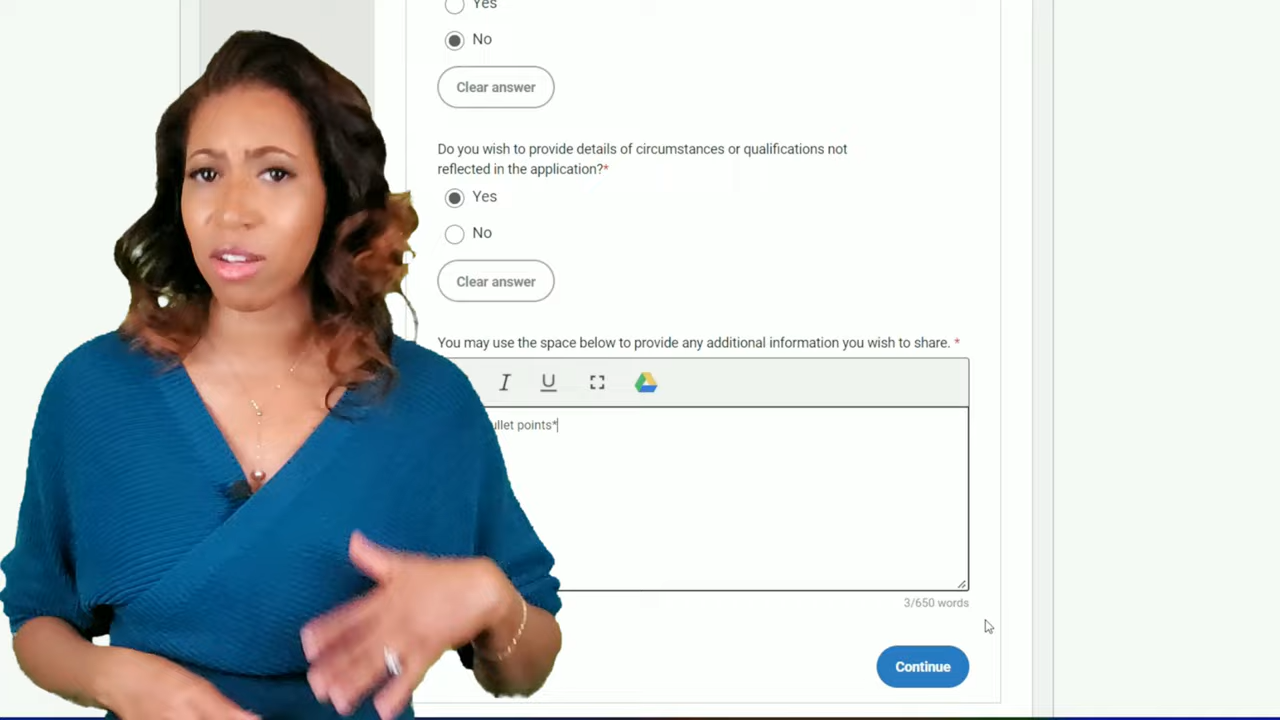 Yes
No
Clear answer
Do you wish to provide details of circumstances or qualifications not
reflected in the application?*
Yes
No
Clear answer
You may use the space below to provide any additional information you wish to share. *
I U
points*
3/650 words
Continue